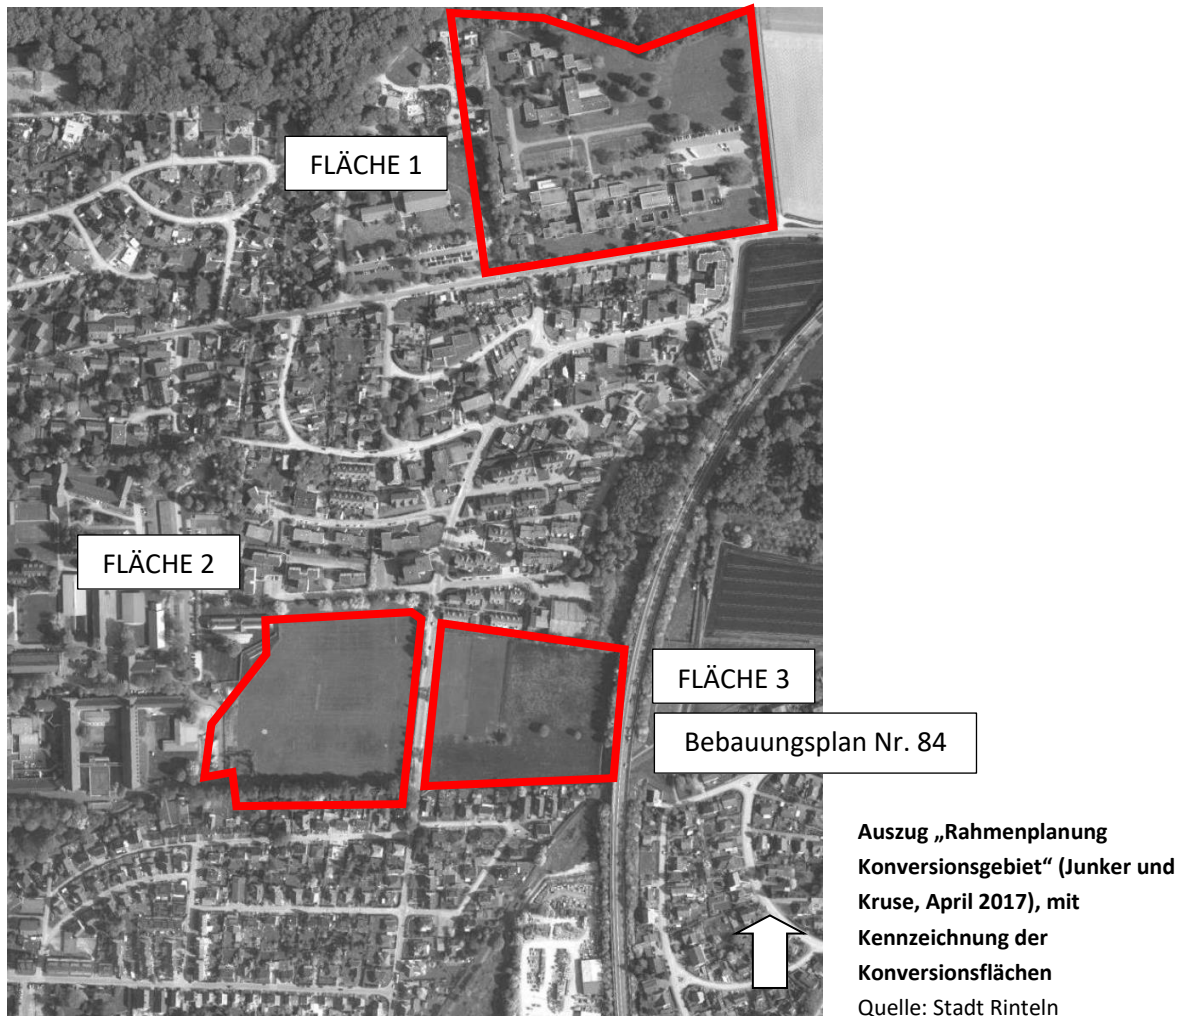 FLÄCHE 1
FLÄCHE 2
FLÄCHE 3
Bebauungsplan Nr. 84
Auszug „Rahmenplanung
Konversionsgebiet“ (Junker und
Kruse, April 2017), mit
Kennzeichnung der
Konversionsflächen
Quelle: Stadt Rinteln